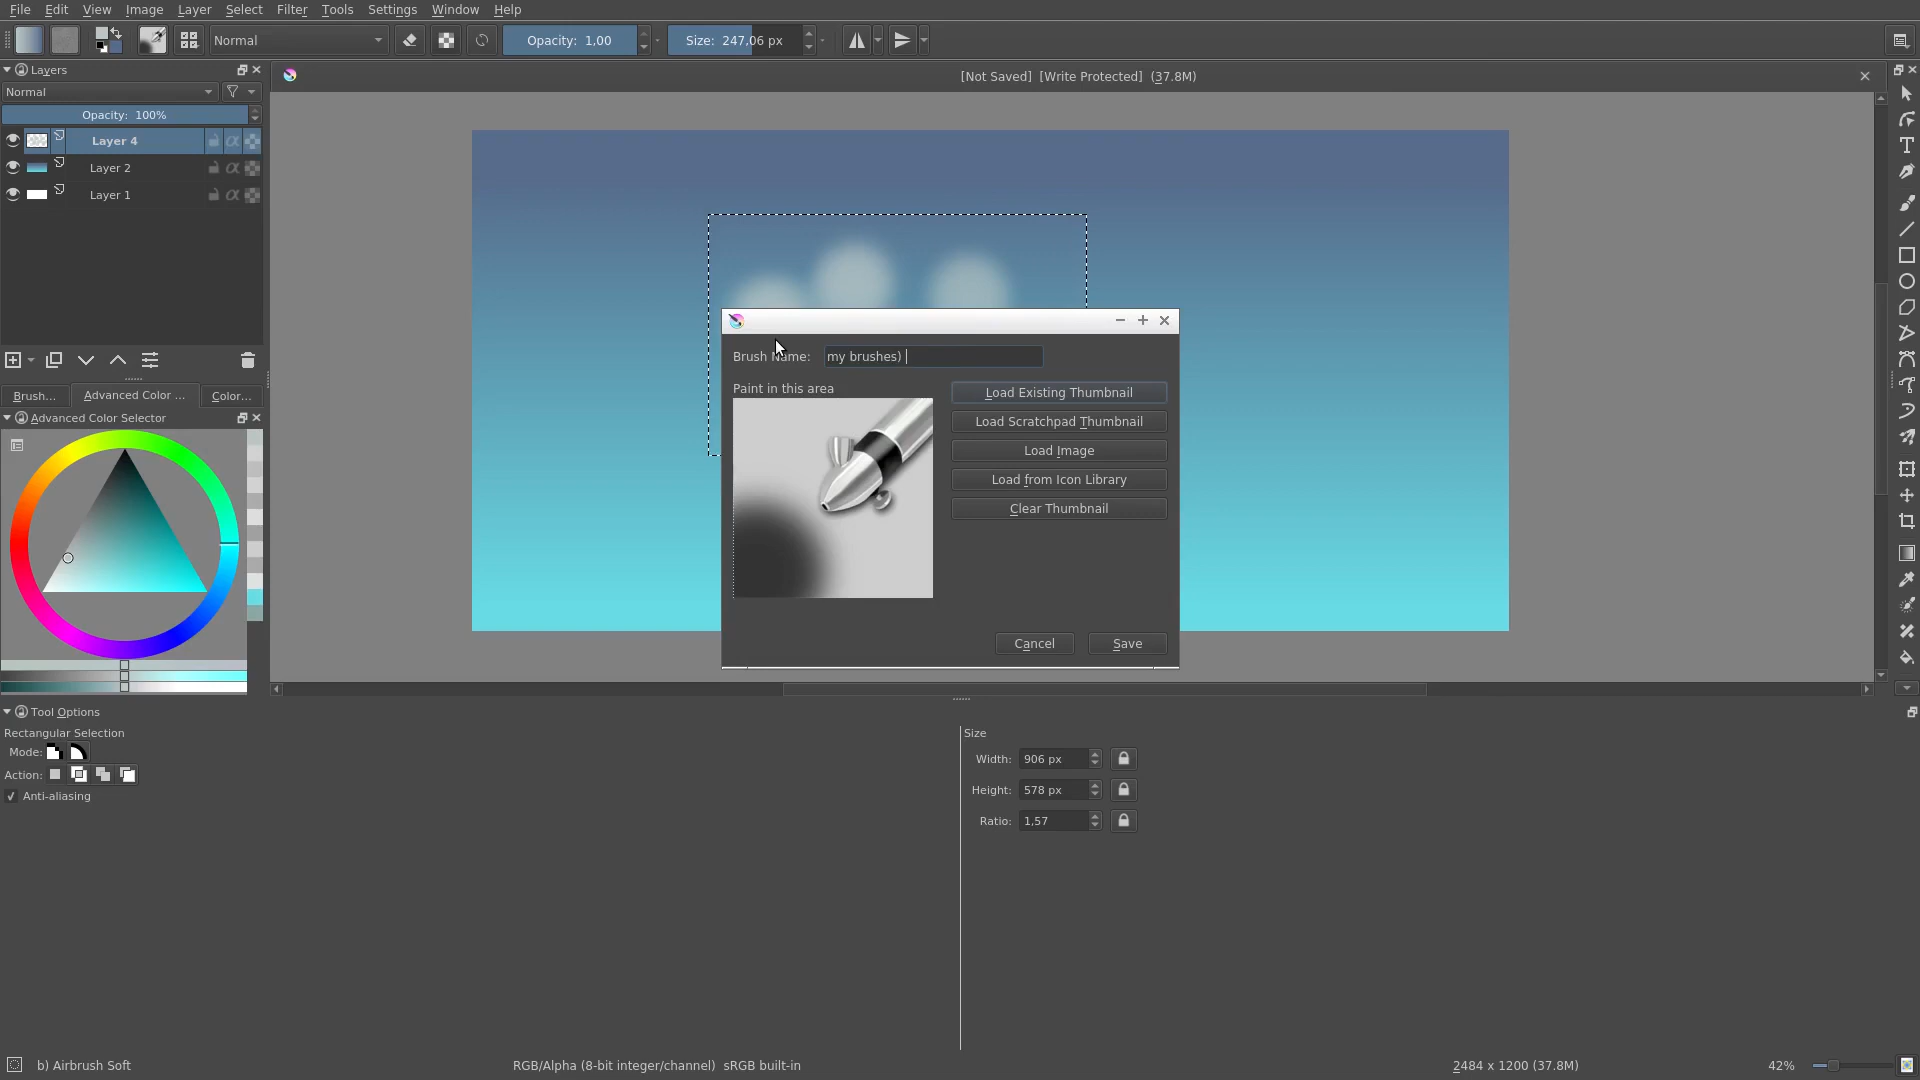 File Edit View Image Layer Select Filter Tools Settings Window Help
Normal Opacity: 1,00 Size: 247,06 px
Layers
[Not Saved] [Write Protected] (37.8M)
Normal
Opacity: 100%
Layer 4
Layer 2
Layer 1
Brush Name: my brushes)
Paint in this area
Load Existing Thumbnail
Load Scratchpad Thumbnail
Load Image
Load from Icon Library
Clear Thumbnail
Cancel Save
Brush... Advanced Color ... Color...
Advanced Color Selector
Tool Options
Rectangular Selection
Mode:
Action:
Anti-aliasing
Size
Width: 906 px
Height: 578 px
Ratio: 1,57
b) Airbrush Soft RGB/Alpha (8-bit integer/channel) sRGB built-in 2484 x 1200 (37.8M) 42%